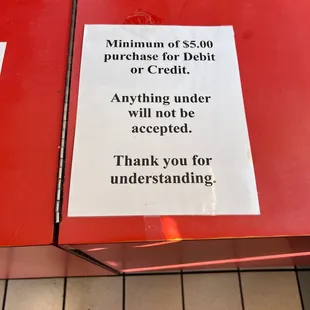 Minimum of $5.00
purchase for Debit
or Credit.
Anything under
will not be
accepted.
Thank you for
understanding.